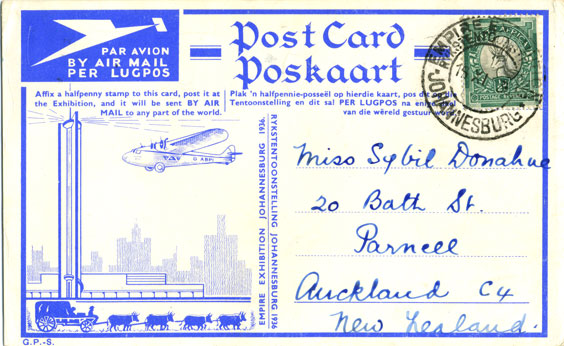 PAR AVION
BY AIR MAIL
PER LUGPOS
Post Card
Poskaart
Affix a halfpenny stamp to this card, post it at
the Exhibition, and it will be sent BY AIR
MAIL to any part of the world.
Plak 'n halfpennie-posseël op hierdie kaart, pos dit op die
Tentoonstelling en dit sal PER LUGPOS na enige deel
van die wêreld gestuur word.
EMPIRE
JOHANNESBURG
EMPIRE EXHIBITION JOHANNESBURG 1936
RYKSTENTOONSTELLING JOHANNESBURG 1936.
Miss Sybil Donahue
20 Bath St.
Parnell
Auckland C4
New Zealand.
G.P.-S.